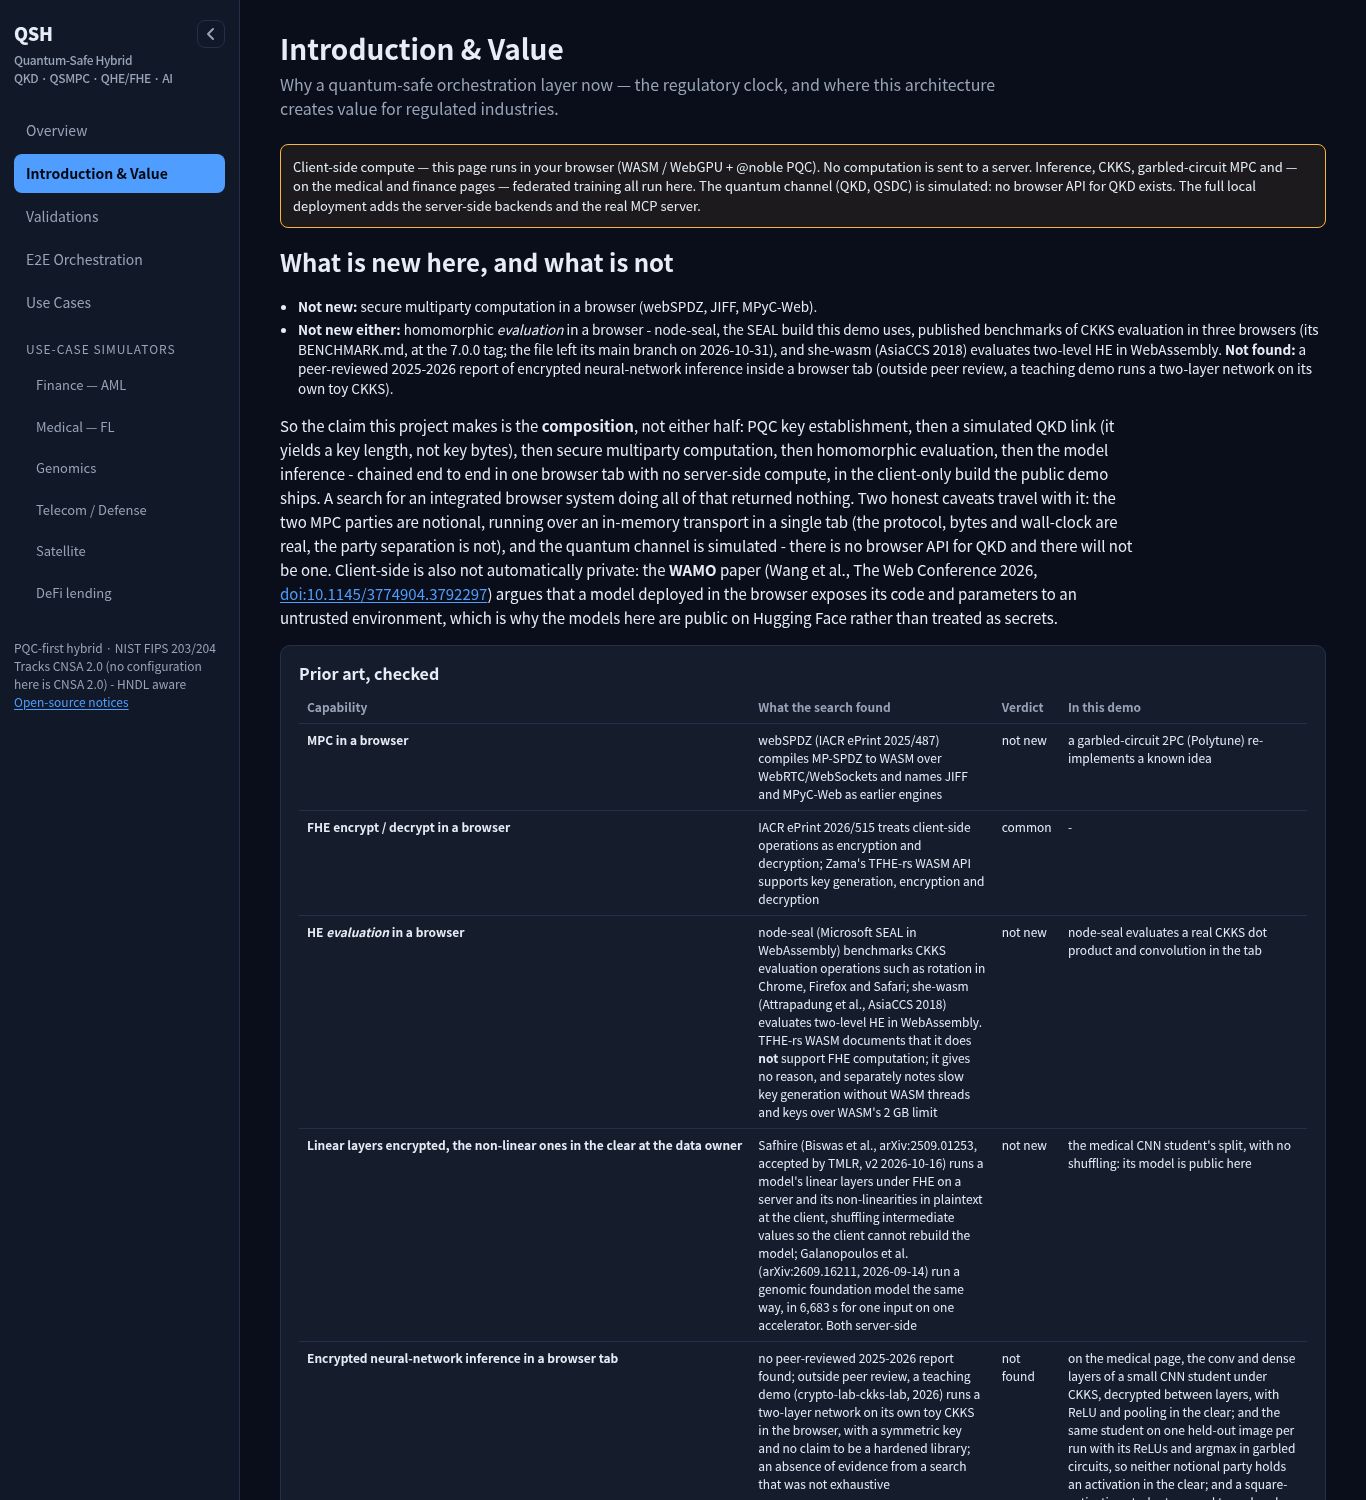 QSH
Quantum-Safe Hybrid
QKD · QSMPC · QHE/FHE · AI
Overview
Introduction & Value
Validations
E2E Orchestration
Use Cases
USE-CASE SIMULATORS
Finance — AML
Medical — FL
Genomics
Telecom / Defense
Satellite
DeFi lending
PQC-first hybrid · NIST FIPS 203/204
Tracks CNSA 2.0 (no configuration
here is CNSA 2.0) - HNDL aware
Open-source notices
Introduction & Value
Why a quantum-safe orchestration layer now — the regulatory clock, and where this architecture
creates value for regulated industries.
Client-side compute — this page runs in your browser (WASM / WebGPU + @noble PQC). No computation is sent to a server. Inference, CKKS, garbled-circuit MPC and —
on the medical and finance pages — federated training all run here. The quantum channel (QKD, QSDC) is simulated: no browser API for QKD exists. The full local
deployment adds the server-side backends and the real MCP server.
What is new here, and what is not
• Not new: secure multiparty computation in a browser (webSPDZ, JIFF, MPyC-Web).
• Not new either: homomorphic evaluation in a browser - node-seal, the SEAL build this demo uses, published benchmarks of CKKS evaluation in three browsers (its
BENCHMARK.md, at the 7.0.0 tag; the file left its main branch on 2026-10-31), and she-wasm (AsiaCCS 2018) evaluates two-level HE in WebAssembly. Not found: a
peer-reviewed 2025-2026 report of encrypted neural-network inference inside a browser tab (outside peer review, a teaching demo runs a two-layer network on its
own toy CKKS).
So the claim this project makes is the composition, not either half: PQC key establishment, then a simulated QKD link (it
yields a key length, not key bytes), then secure multiparty computation, then homomorphic evaluation, then the model
inference - chained end to end in one browser tab with no server-side compute, in the client-only build the public demo
ships. A search for an integrated browser system doing all of that returned nothing. Two honest caveats travel with it: the
two MPC parties are notional, running over an in-memory transport in a single tab (the protocol, bytes and wall-clock are
real, the party separation is not), and the quantum channel is simulated - there is no browser API for QKD and there will not
be one. Client-side is also not automatically private: the WAMO paper (Wang et al., The Web Conference 2026,
doi:10.1145/3774904.3792297) argues that a model deployed in the browser exposes its code and parameters to an
untrusted environment, which is why the models here are public on Hugging Face rather than treated as secrets.
Prior art, checked
Capability
What the search found
Verdict
In this demo
MPC in a browser
webSPDZ (IACR ePrint 2025/487)
compiles MP-SPDZ to WASM over
WebRTC/WebSockets and names JIFF
and MPyC-Web as earlier engines
not new
a garbled-circuit 2PC (Polytune) re-
implements a known idea
FHE encrypt / decrypt in a browser
IACR ePrint 2026/515 treats client-side
operations as encryption and
decryption; Zama's TFHE-rs WASM API
supports key generation, encryption and
decryption
common
-
HE evaluation in a browser
node-seal (Microsoft SEAL in
WebAssembly) benchmarks CKKS
evaluation operations such as rotation in
Chrome, Firefox and Safari; she-wasm
(Attrapadung et al., AsiaCCS 2018)
evaluates two-level HE in WebAssembly.
TFHE-rs WASM documents that it does
not support FHE computation; it gives
no reason, and separately notes slow
key generation without WASM threads
and keys over WASM's 2 GB limit
not new
node-seal evaluates a real CKKS dot
product and convolution in the tab
Linear layers encrypted, the non-linear ones in the clear at the data owner
Safhire (Biswas et al., arXiv:2509.01253,
accepted by TMLR, v2 2026-10-16) runs a
model's linear layers under FHE on a
server and its non-linearities in plaintext
at the client, shuffling intermediate
values so the client cannot rebuild the
model; Galanopoulos et al.
(arXiv:2609.16211, 2026-09-14) run a
genomic foundation model the same
way, in 6,683 s for one input on one
accelerator. Both server-side
not new
the medical CNN student's split, with no
shuffling: its model is public here
Encrypted neural-network inference in a browser tab
no peer-reviewed 2025-2026 report
found; outside peer review, a teaching
demo (crypto-lab-ckks-lab, 2026) runs a
two-layer network on its own toy CKKS
in the browser, with a symmetric key
and no claim to be a hardened library;
an absence of evidence from a search
that was not exhaustive
not
found
on the medical page, the conv and dense
layers of a small CNN student under
CKKS, decrypted between layers, with
ReLU and pooling in the clear; and the
same student on one held-out image per
run with its ReLUs and argmax in garbled
circuits, so neither notional party holds
an activation in the clear; and a square-